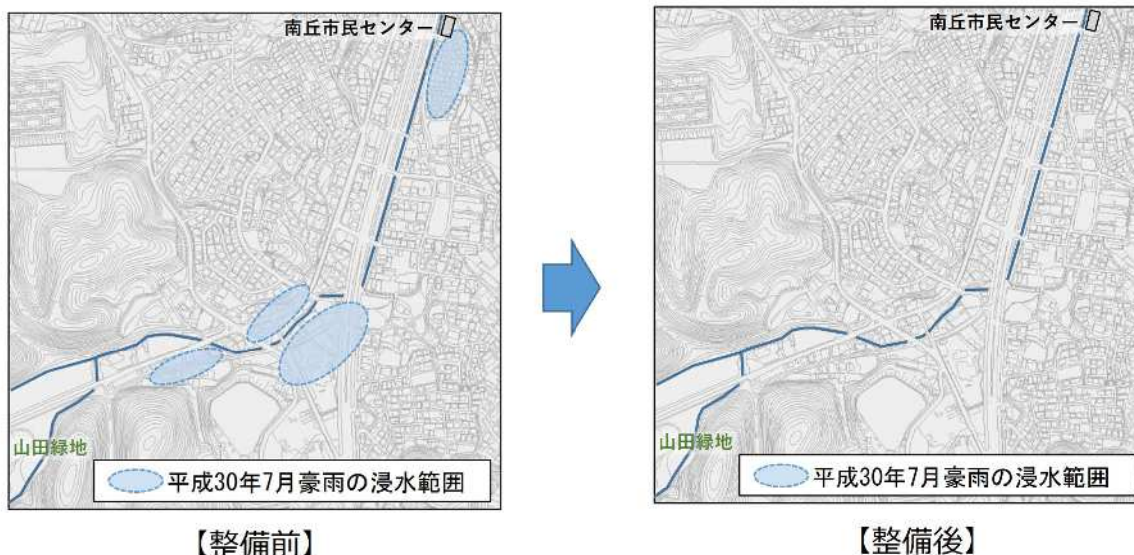 南丘市民センター
南丘市民センター
山田緑地
山田緑地
平成30年7月豪雨の浸水範囲
平成30年7月豪雨の浸水範囲
【整備前】
【整備後】